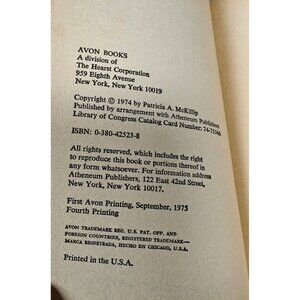 AVON BOOKS
A division of
The Hearst Corporation
959 Eighth Avenue
New York, New York 10019
Copyright © 1974 by Patricia A. McKillip
Published by arrangement with Atheneum Publishers
Library of Congress Catalog Card Number: 74-75566
ISBN: 0-380-42523-8
All rights reserved, which includes the right
to reproduce this book or portions thereof in
any form whatsoever. For information address
Atheneum Publishers, 122 East 42nd Street,
New York, New York 10017.
First Avon Printing, September, 1975
Fourth Printing
AVON TRADEMARK REG. U.S. PAT. OFF. AND
FOREIGN COUNTRIES, REGISTERED TRADEMARK—
MARCA REGISTRADA, HECHO EN CHICAGO, U.S.A.
Printed in the U.S.A.